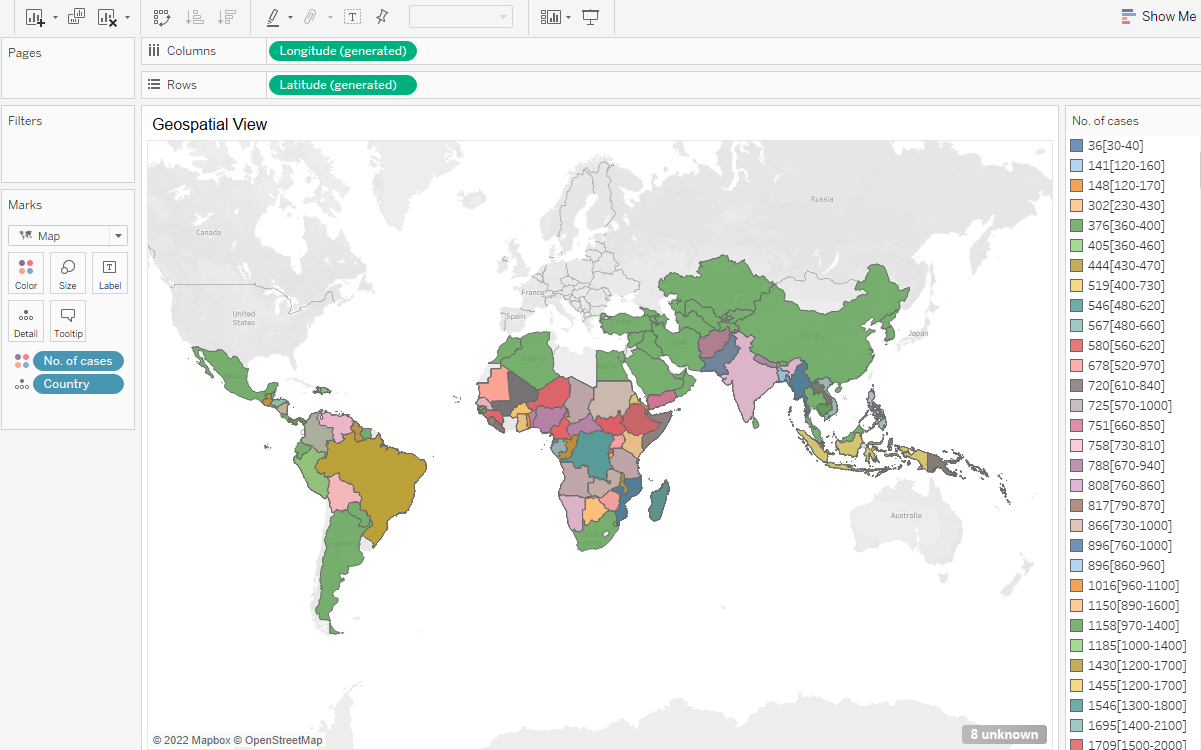 Show Me
Pages
Columns
Longitude (generated)
Rows
Latitude (generated)
Filters
Marks
Map
Color
Size
Label
Detail
Tooltip
No. of cases
Country
Geospatial View
Canada
Russia
United
States
France
Spain
Japan
Australia
© 2022 Mapbox © OpenStreetMap
8 unknown
No. of cases
36[30-40]
141[120-160]
148[120-170]
302[230-430]
376[360-400]
405[360-460]
444[430-470]
519[400-730]
546[480-620]
567[480-660]
580[560-620]
678[520-970]
720[610-840]
725[570-1000]
751[660-850]
758[730-810]
788[670-940]
808[760-860]
817[790-870]
866[730-1000]
896[760-1000]
896[860-960]
1016[960-1100]
1150[890-1600]
1158[970-1400]
1185[1000-1400]
1430[1200-1700]
1455[1200-1700]
1546[1300-1800]
1695[1400-2100]
1709[1500-2000]